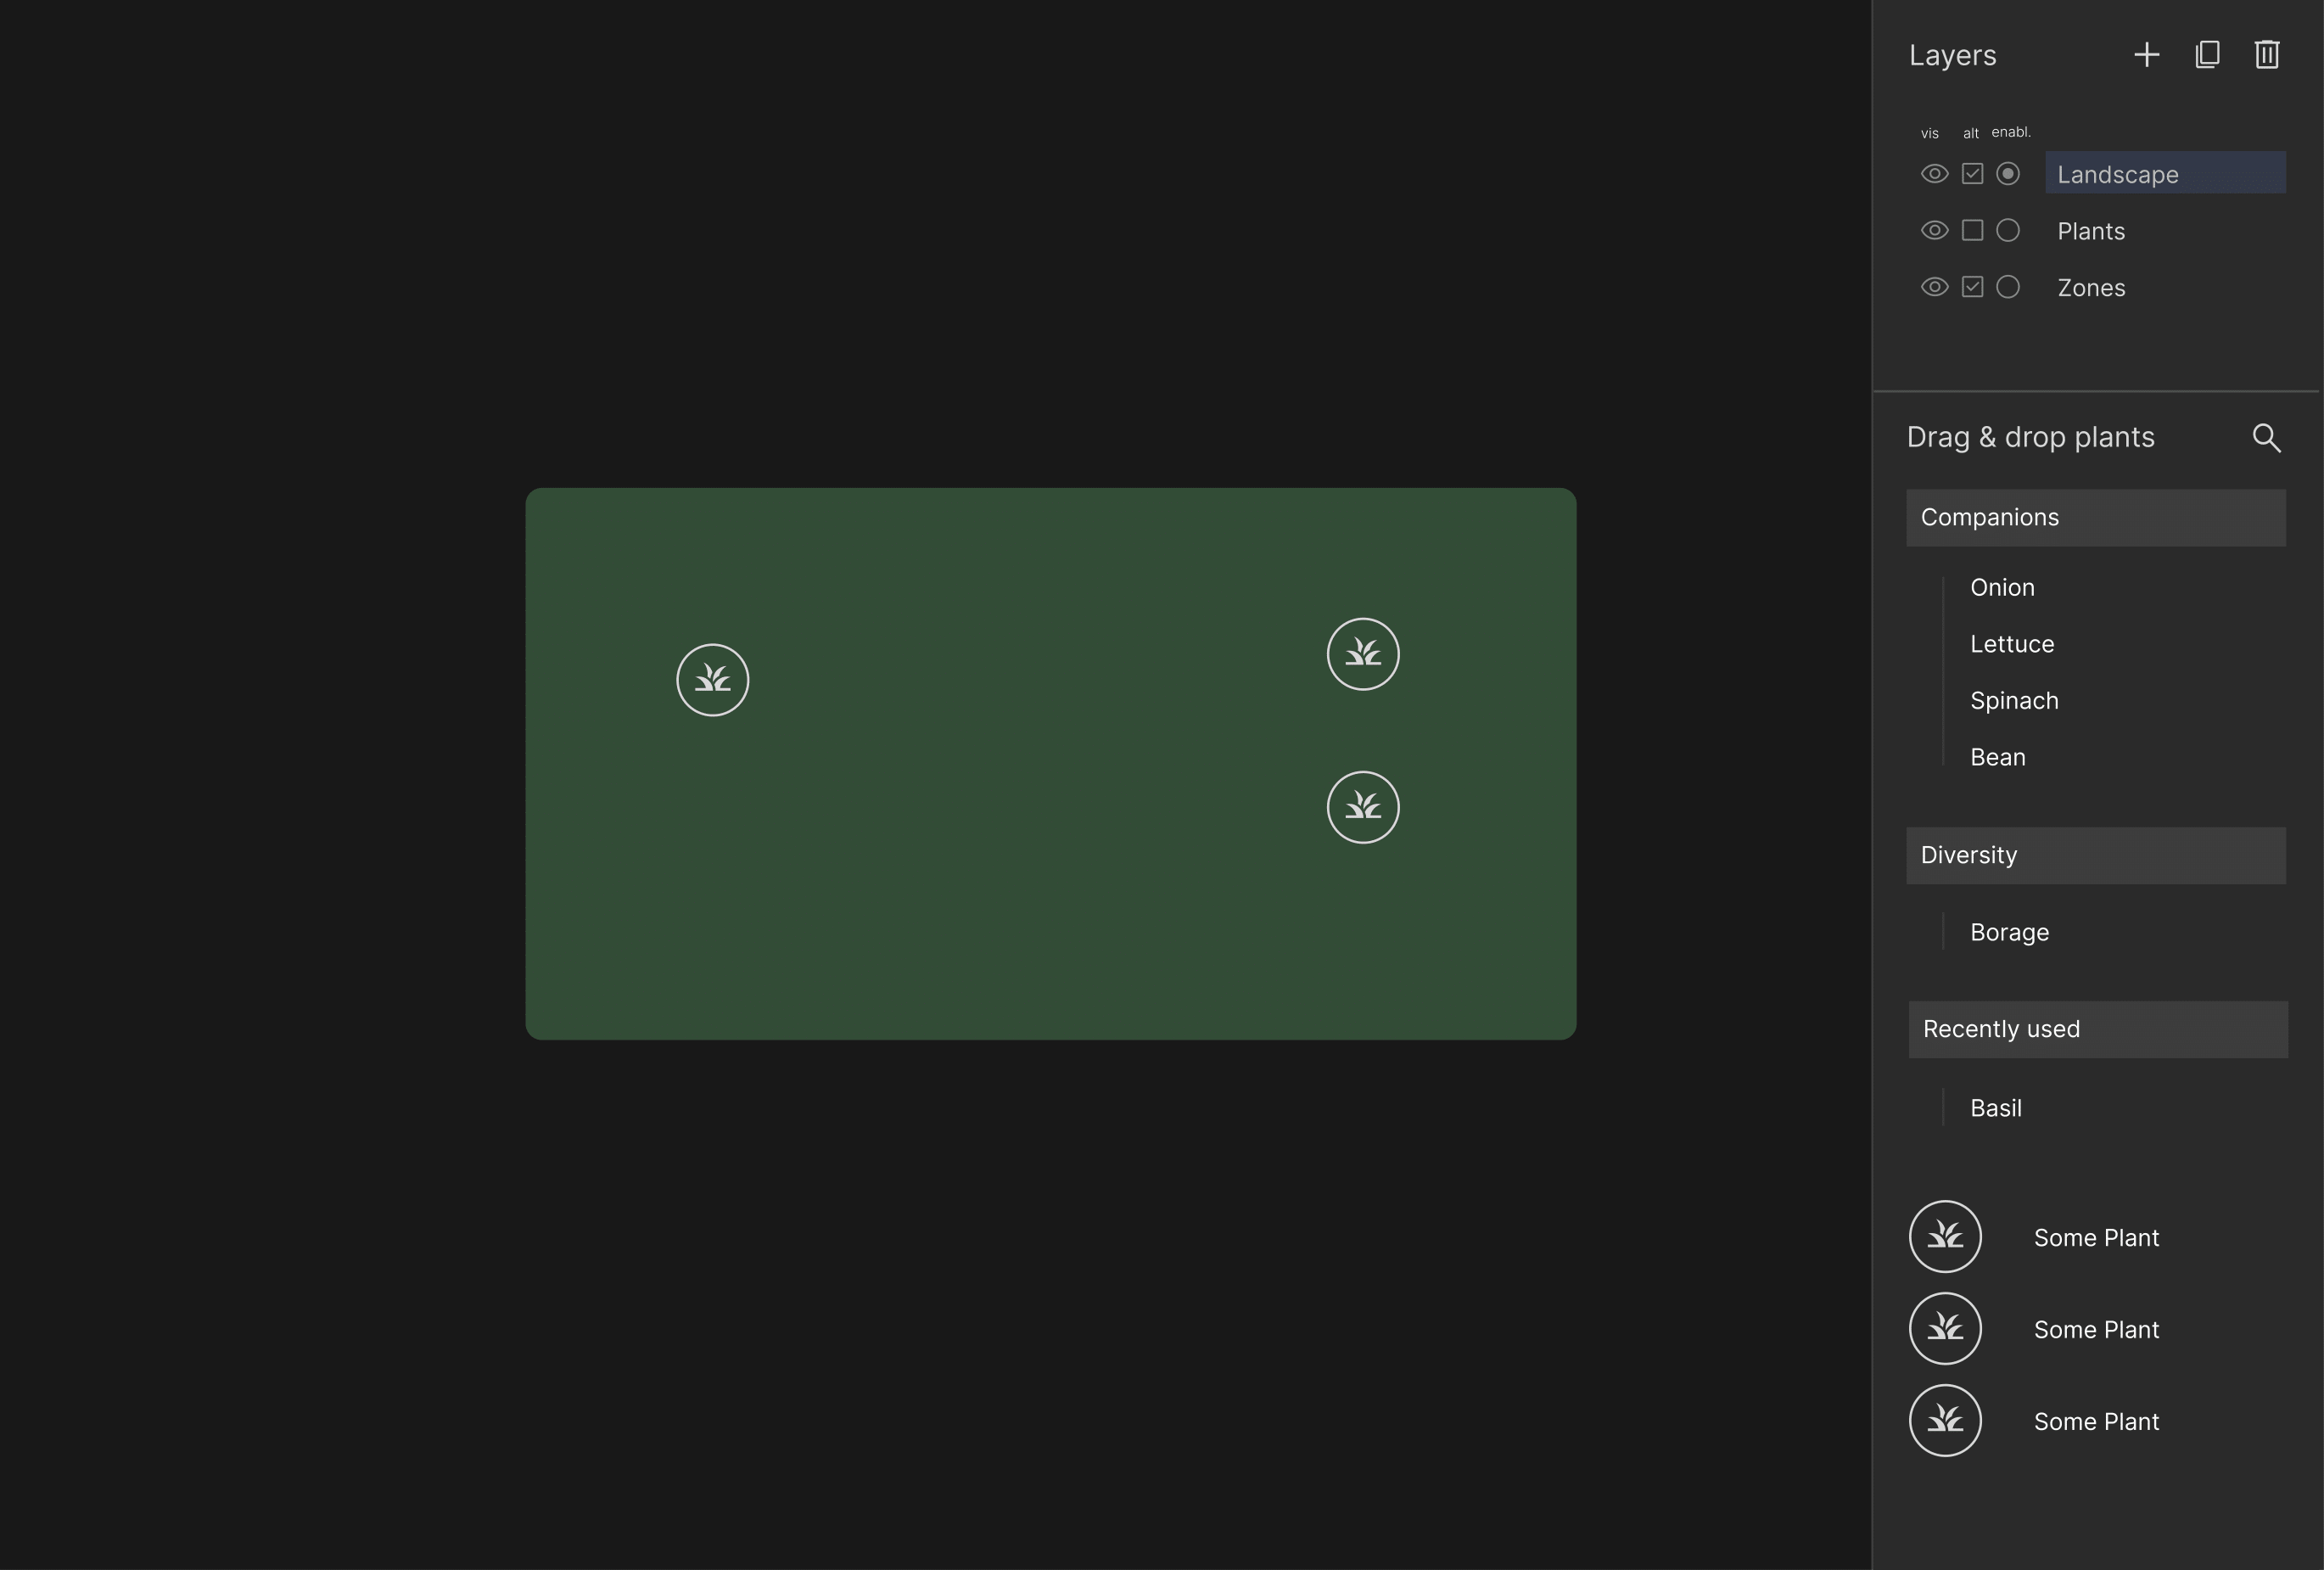 Layers
vis alt enabl.
Landscape
Plants
Zones
Drag & drop plants
Companions
Onion
Lettuce
Spinach
Bean
Diversity
Borage
Recently used
Basil
Some Plant
Some Plant
Some Plant